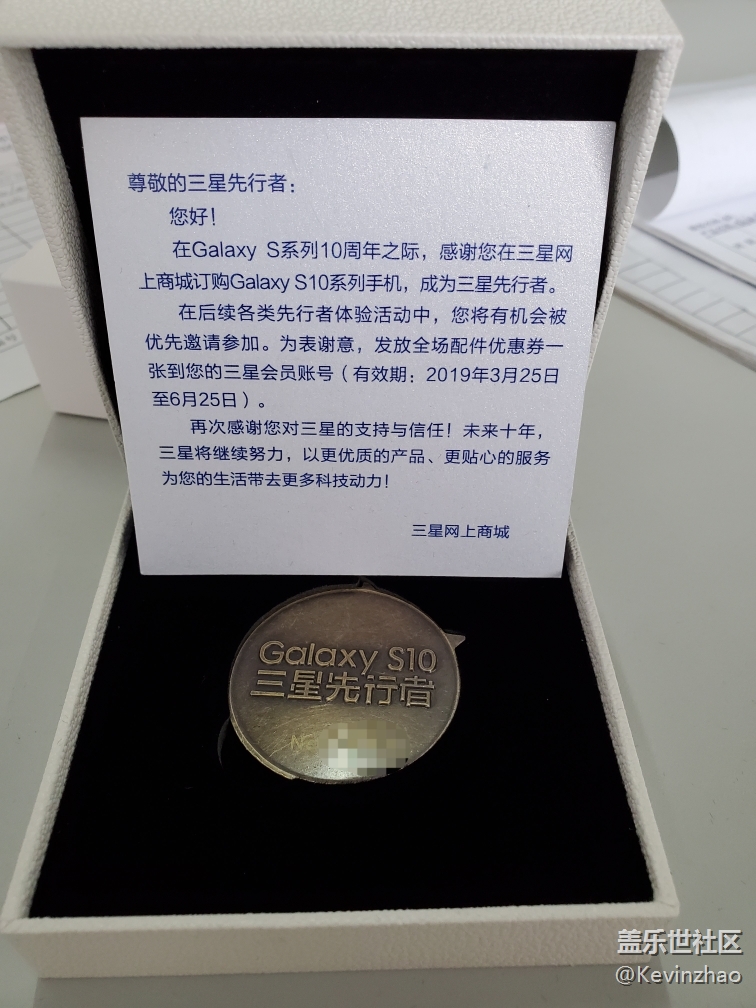 尊敬的三星先行者：
您好！
在Galaxy S系列10周年之际，感谢您在三星网
上商城订购Galaxy S10系列手机，成为三星先行者。
在后续各类先行者体验活动中，您将有机会被
优先邀请参加。为表谢意，发放全场配件优惠券一
张到您的三星会员账号（有效期：2019年3月25日
至6月25日）。
再次感谢您对三星的支持与信任！未来十年，
三星将继续努力，以更优质的产品、更贴心的服务
为您的生活带去更多科技动力！
三星网上商城
Galaxy S10
三星先行者
盖乐世社区
@Kevinzhao